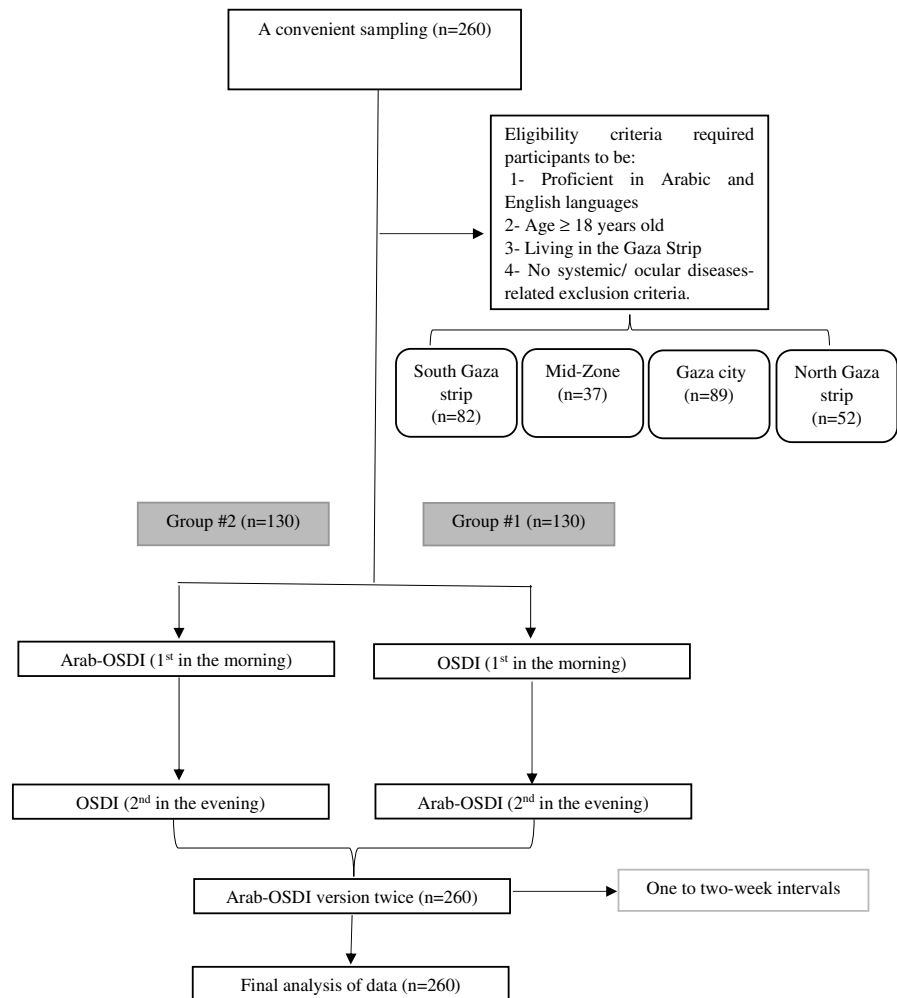 A convenient sampling (n=260)
Eligibility criteria required
participants to be:
1- Proficient in Arabic and
English languages
2- Age ≥ 18 years old
3- Living in the Gaza Strip
4- No systemic/ ocular diseases-
related exclusion criteria.
South Gaza
strip
(n=82)
Mid-Zone
(n=37)
Gaza city
(n=89)
North Gaza
strip
(n=52)
Group #2 (n=130)
Group #1 (n=130)
Arab-OSDI (1st in the morning)
OSDI (1st in the morning)
OSDI (2nd in the evening)
Arab-OSDI (2nd in the evening)
Arab-OSDI version twice (n=260)
One to two-week intervals
Final analysis of data (n=260)